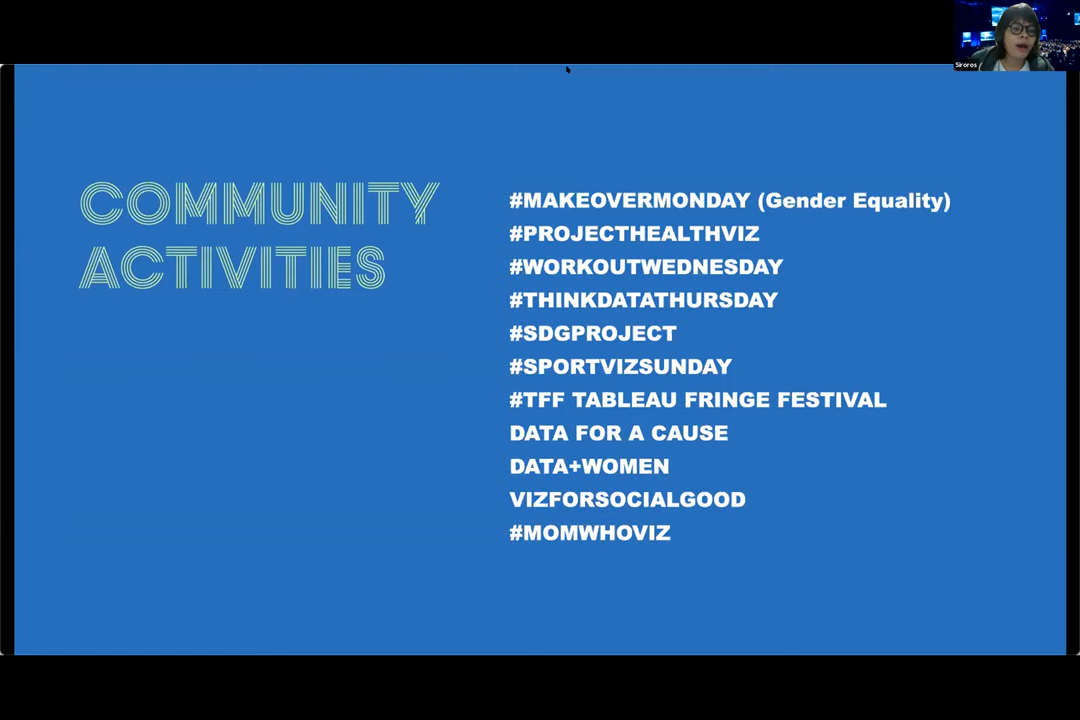 COMMUNITY
ACTIVITIES
#MAKEOVERMONDAY (Gender Equality)
#PROJECTHEALTHVIZ
#WORKOUTWEDNESDAY
#THINKDATATHURSDAY
#SDGPROJECT
#SPORTVIZSUNDAY
#TFF TABLEAU FRINGE FESTIVAL
DATA FOR A CAUSE
DATA+WOMEN
VIZFORSOCIALGOOD
#MOMWHOVIZ
Siroros